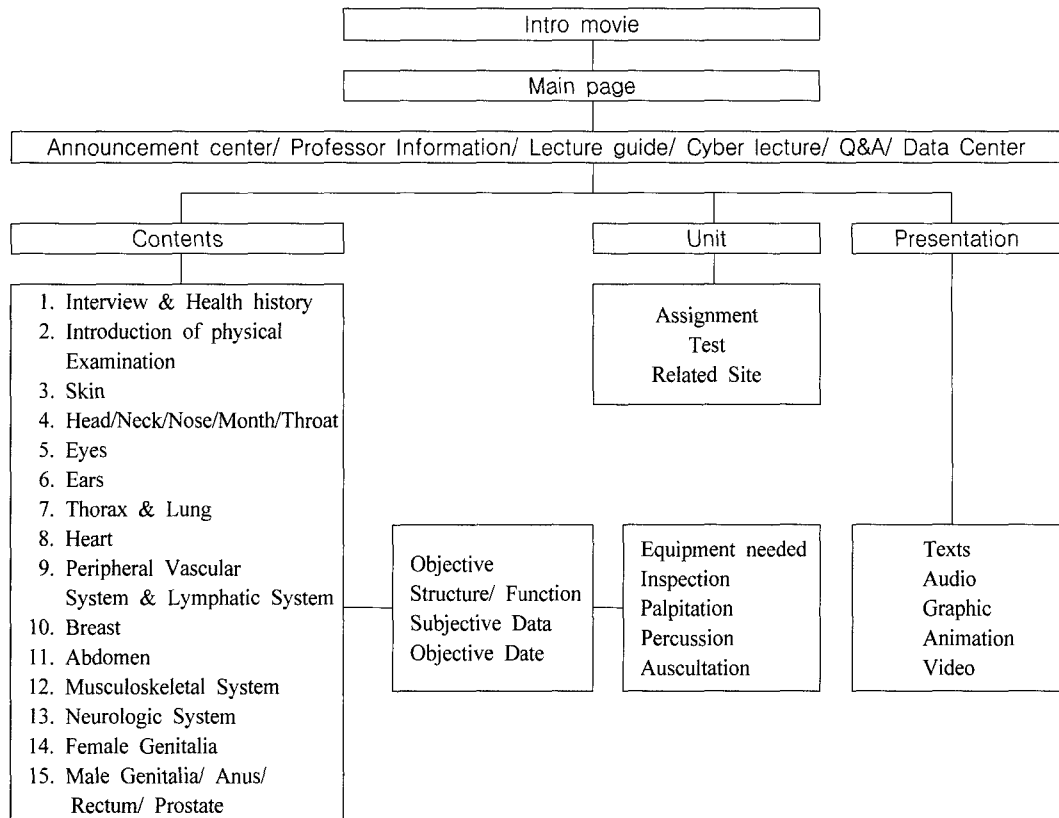 Intro movie
Main page
Announcement center/ Professor Information/ Lecture guide/ Cyber lecture/ Q&A/ Data Center
Contents
Unit
Presentation
1. Interview & Health history
2. Introduction of physical
Examination
3. Skin
4. Head/Neck/Nose/Month/Throat
5. Eyes
6. Ears
7. Thorax & Lung
8. Heart
9. Peripheral Vascular
System & Lymphatic System
10. Breast
11. Abdomen
12. Musculoskeletal System
13. Neurologic System
14. Female Genitalia
15. Male Genitalia/ Anus/
Rectum/ Prostate
Assignment
Test
Related Site
Objective
Structure/ Function
Subjective Data
Objective Date
Equipment needed
Inspection
Palpitation
Percussion
Auscultation
Texts
Audio
Graphic
Animation
Video